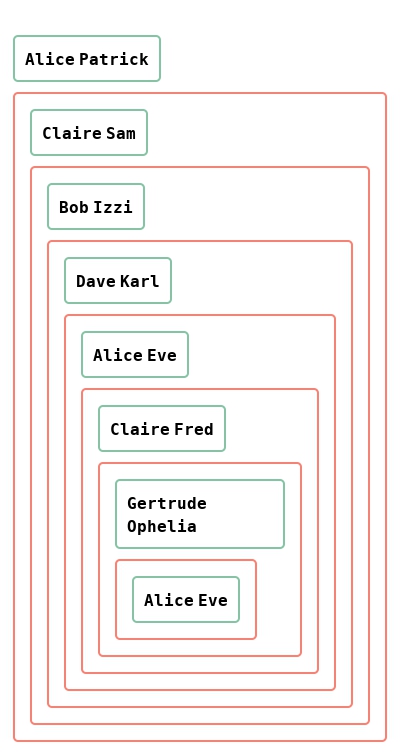 Alice Patrick
Claire Sam
Bob Izzi
Dave Karl
Alice Eve
Claire Fred
Gertrude
Ophelia
Alice Eve